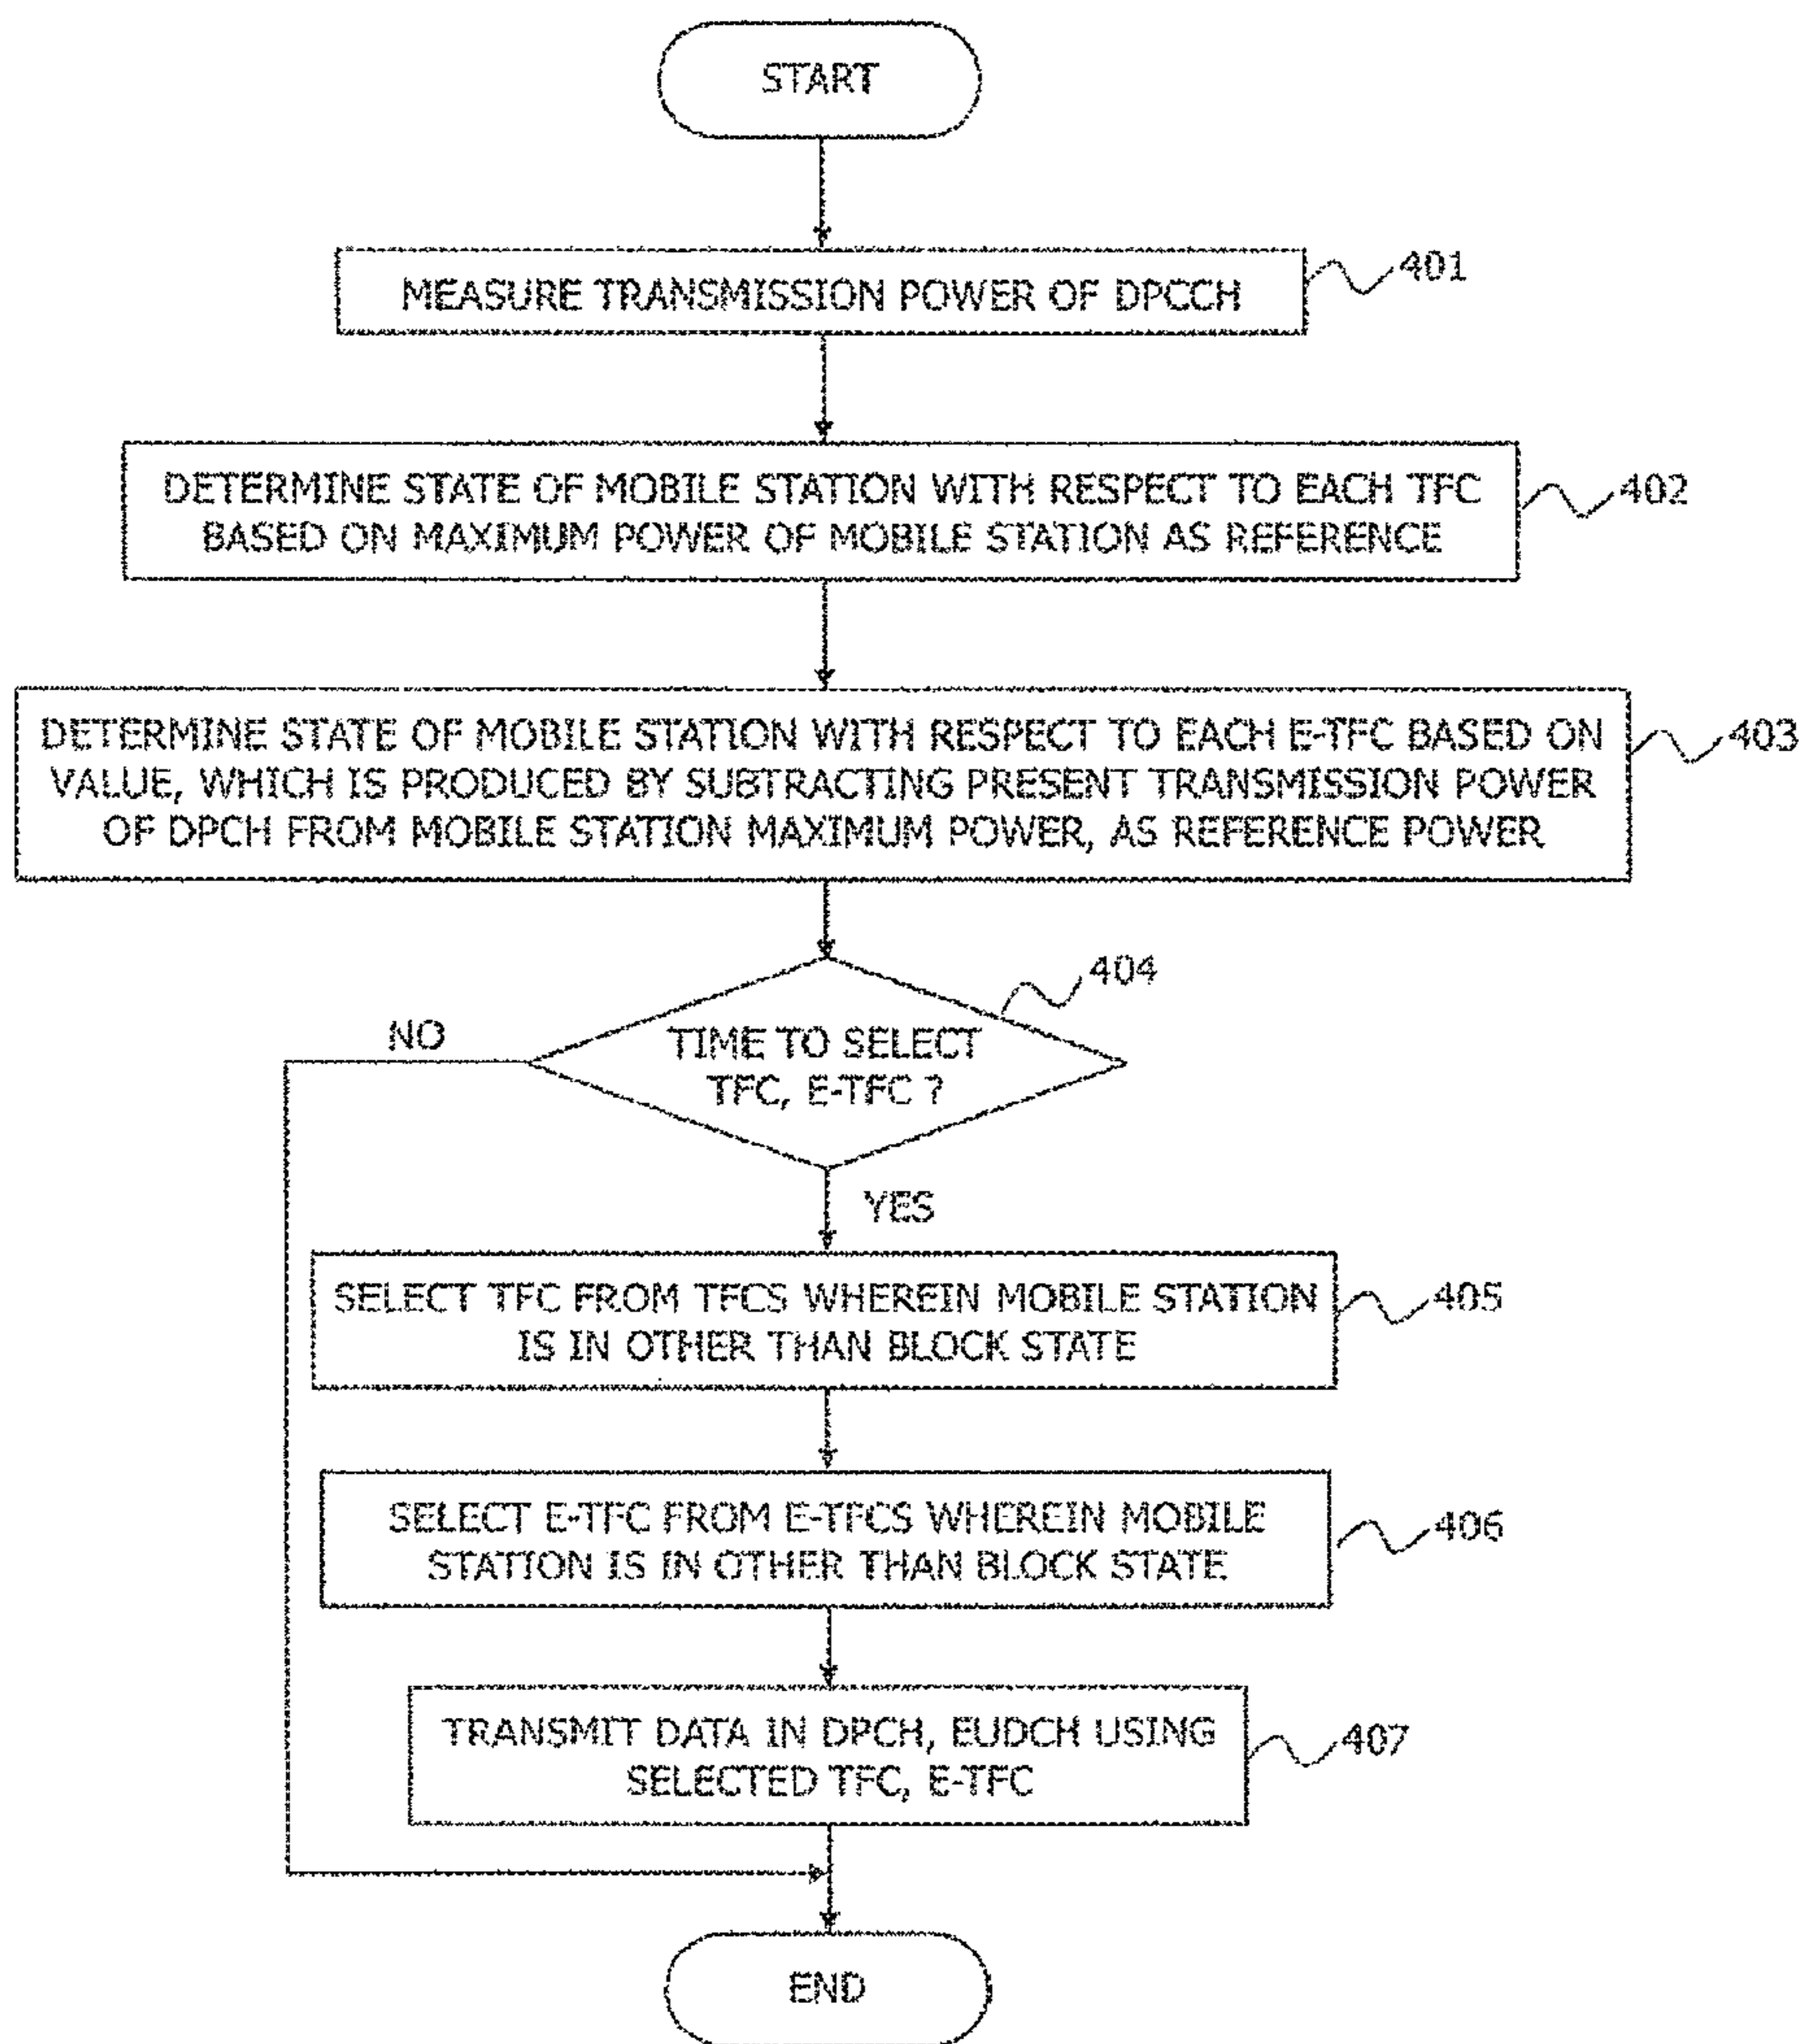 START
MEASURE TRANSMISSION POWER OF DPCCH
401
DETERMINE STATE OF MOBILE STATION WITH RESPECT TO EACH TFC
BASED ON MAXIMUM POWER OF MOBILE STATION AS REFERENCE
402
DETERMINE STATE OF MOBILE STATION WITH RESPECT TO EACH E-TFC BASED ON
VALUE, WHICH IS PRODUCED BY SUBTRACTING PRESENT TRANSMISSION POWER
OF DPCH FROM MOBILE STATION MAXIMUM POWER, AS REFERENCE POWER
403
404
TIME TO SELECT
TFC, E-TFC ?
NO
YES
SELECT TFC FROM TFCS WHEREIN MOBILE STATION
IS IN OTHER THAN BLOCK STATE
405
SELECT E-TFC FROM E-TFCS WHEREIN MOBILE
STATION IS IN OTHER THAN BLOCK STATE
406
TRANSMIT DATA IN DPCH, EUDCH USING
SELECTED TFC, E-TFC
407
END